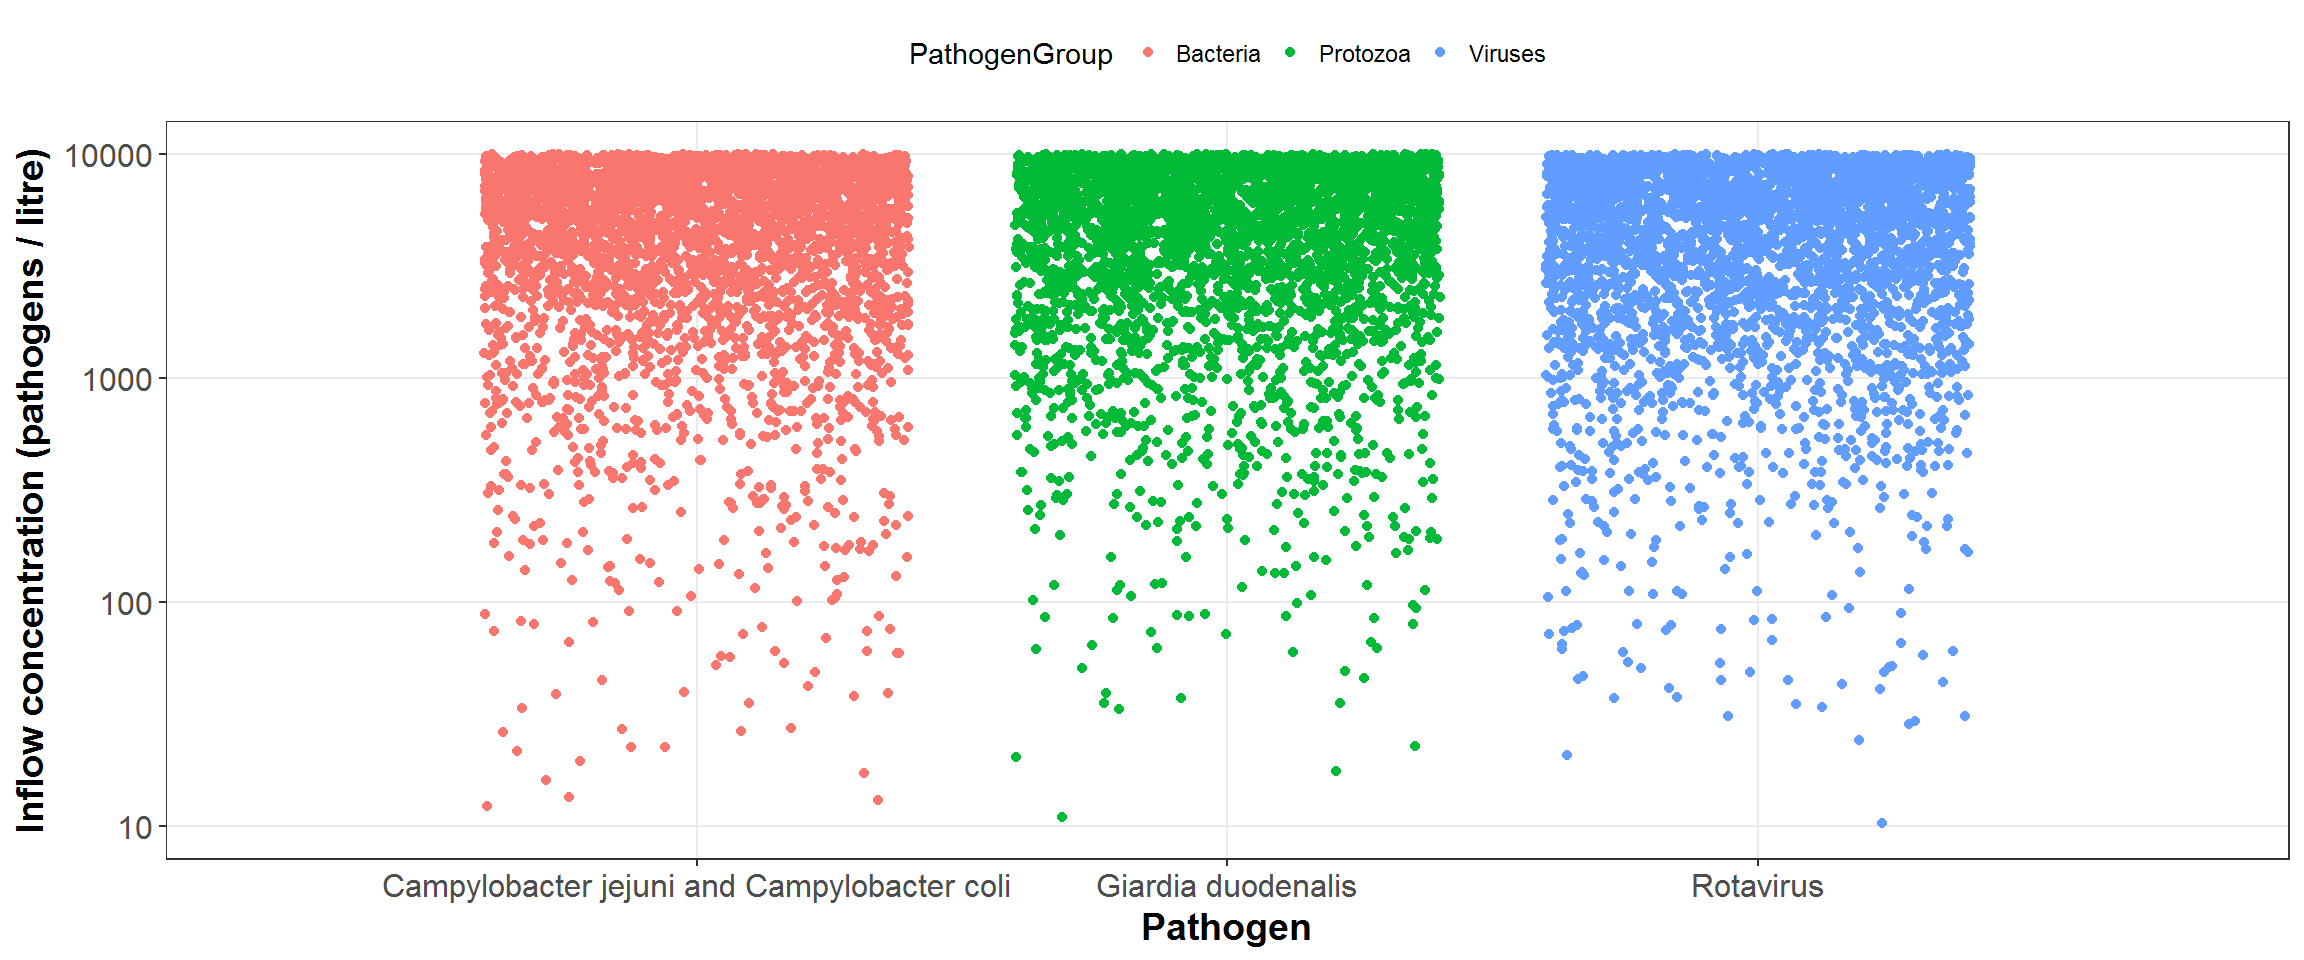 PathogenGroup Bacteria Protozoa Viruses
Inflow concentration (pathogens / litre)
10000
1000
100
10
Campylobacter jejuni and Campylobacter coli Giardia duodenalis Rotavirus
Pathogen